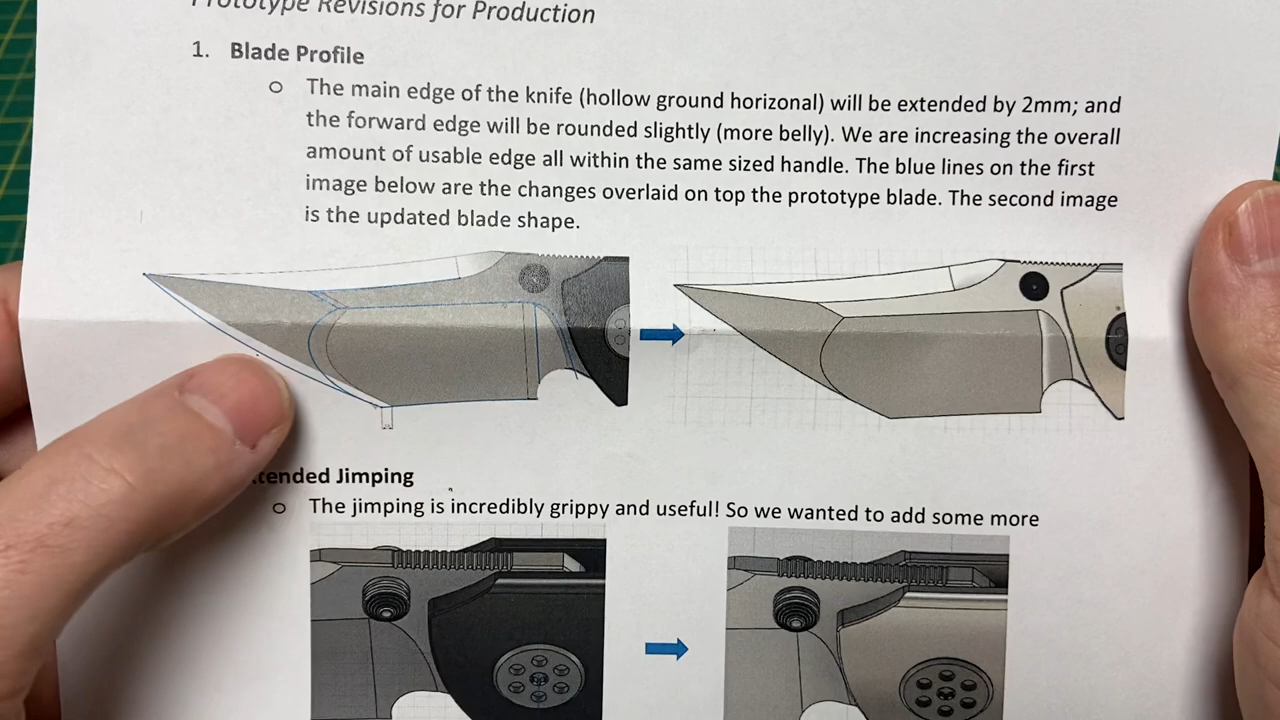 Prototype Revisions for Production
1. Blade Profile
o The main edge of the knife (hollow ground horizonal) will be extended by 2mm; and
the forward edge will be rounded slightly (more belly). We are increasing the overall
amount of usable edge all within the same sized handle. The blue lines on the first
image below are the changes overlaid on top the prototype blade. The second image
is the updated blade shape.
tended Jimping
o The jimping is incredibly grippy and useful! So we wanted to add some more